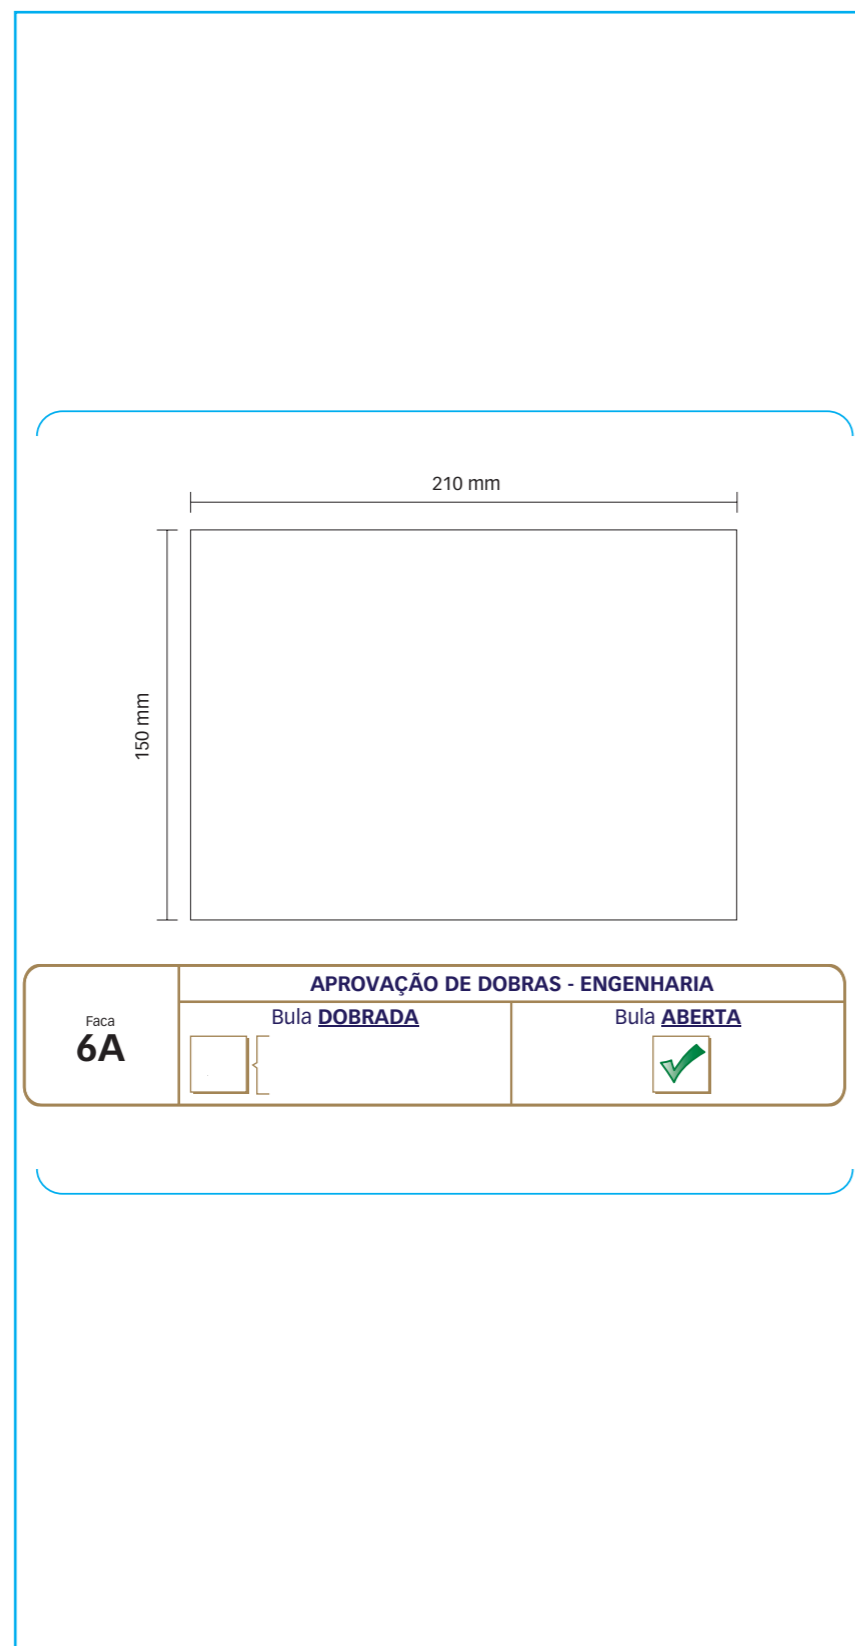 210 mm
150 mm
APROVAÇÃO DE DOBRAS - ENGENHARIA
Faca
6A
Bula DOBRADA
Bula ABERTA